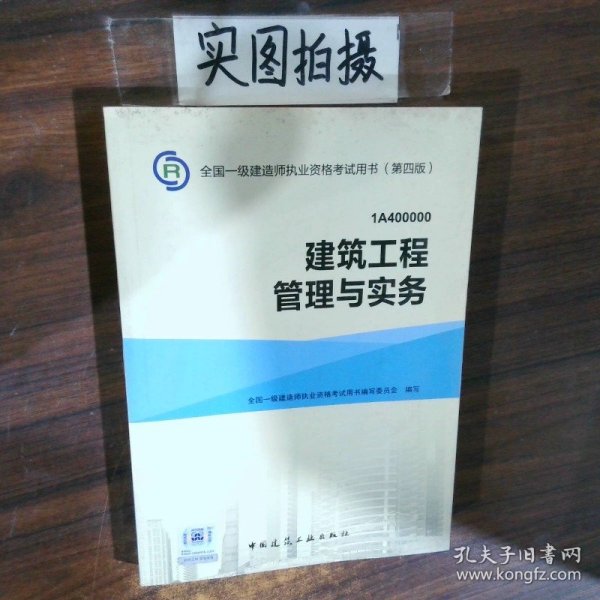 实图拍摄
R
全国一级建造师执业资格考试用书（第四版）
1A400000
建筑工程
管理与实务
全国一级建造师执业资格考试用书编写委员会 编写
中国建筑工业出版社
孔夫子旧书网
www.kongfz.com